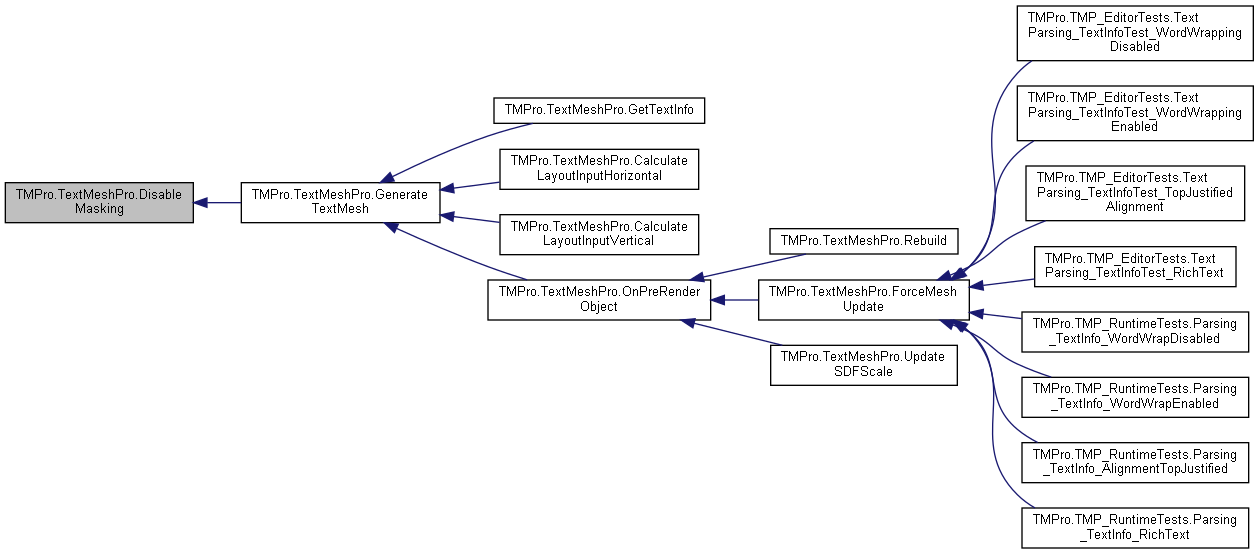 TMPro.TextMeshPro.Disable
Masking
TMPro.TextMeshPro.Generate
TextMesh
TMPro.TextMeshPro.GetTextInfo
TMPro.TextMeshPro.Calculate
LayoutInputHorizontal
TMPro.TextMeshPro.Calculate
LayoutInputVertical
TMPro.TextMeshPro.OnPreRender
Object
TMPro.TextMeshPro.Rebuild
TMPro.TextMeshPro.ForceMesh
Update
TMPro.TextMeshPro.Update
SDFScale
TMPro.TMP_EditorTests.Text
Parsing_TextInfoTest_WordWrapping
Disabled
TMPro.TMP_EditorTests.Text
Parsing_TextInfoTest_WordWrapping
Enabled
TMPro.TMP_EditorTests.Text
Parsing_TextInfoTest_TopJustified
Alignment
TMPro.TMP_EditorTests.Text
Parsing_TextInfoTest_RichText
TMPro.TMP_RuntimeTests.Parsing
_TextInfo_WordWrapDisabled
TMPro.TMP_RuntimeTests.Parsing
_TextInfo_WordWrapEnabled
TMPro.TMP_RuntimeTests.Parsing
_TextInfo_AlignmentTopJustified
TMPro.TMP_RuntimeTests.Parsing
_TextInfo_RichText